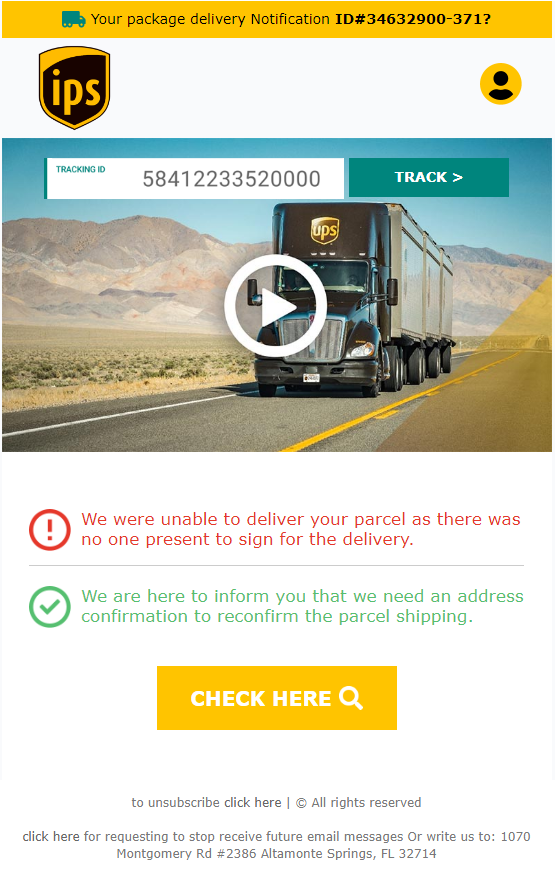 Your package delivery Notification ID#34632900-371?
ips
TRACKING ID
58412233520000
TRACK >
ups
We were unable to deliver your parcel as there was
no one present to sign for the delivery.
We are here to inform you that we need an address
confirmation to reconfirm the parcel shipping.
CHECK HERE
to unsubscribe click here | © All rights reserved
click here for requesting to stop receive future email messages Or write us to: 1070
Montgomery Rd #2386 Altamonte Springs, FL 32714